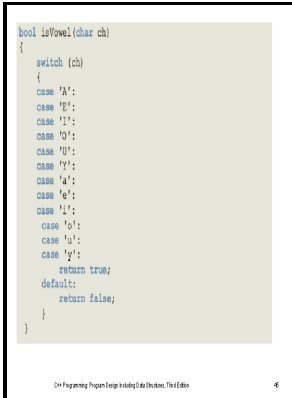 bool isVowel(char ch)
{
    switch (ch)
    {
    case 'A':
    case 'E':
    case 'I':
    case 'O':
    case 'U':
    case 'Y':
    case 'a':
    case 'e':
    case 'i':
    case 'o':
    case 'u':
    case 'y':
        return true;
    default:
        return false;
    }
}
C++ Programming: Program Design Including Data Structures, Third Edition